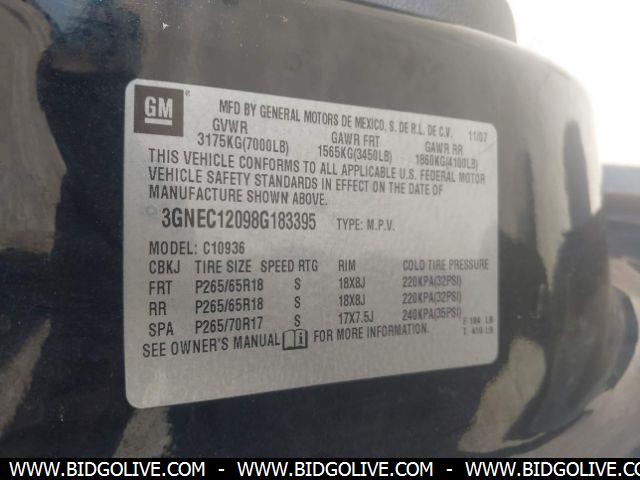 GM
MFD BY GENERAL MOTORS DE MEXICO, S. DE R.L. DE C.V. 11/07
GVWR GAWR FRT GAWR RR
3175KG(7000LB) 1565KG(3450LB) 1860KG(4100LB)
THIS VEHICLE CONFORMS TO ALL APPLICABLE U.S. FEDERAL MOTOR
VEHICLE SAFETY STANDARDS IN EFFECT ON THE DATE OF
MANUFACTURE SHOWN ABOVE.
3GNEC12098G183395 TYPE: M.P.V.
MODEL: C10936
CBKJ TIRE SIZE SPEED RTG RIM COLD TIRE PRESSURE
FRT P265/65R18 S 18X8J 220KPA(32PSI)
RR P265/65R18 S 18X8J 220KPA(32PSI)
SPA P265/70R17 S 17X7.5J 240KPA(35PSI)
F 184 LB
T 418 LB
SEE OWNER'S MANUAL FOR MORE INFORMATION.
WWW.BIDGOLIVE.COM - WWW.BIDGOLIVE.COM - WWW.BIDGOLIVE.COM